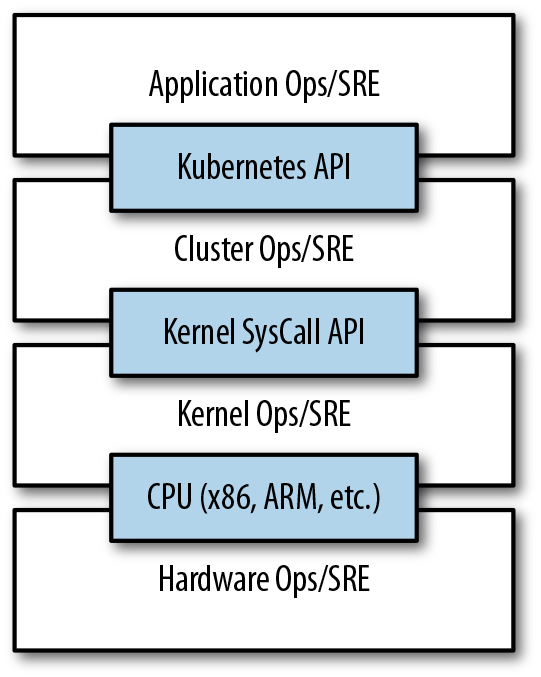 Application Ops/SRE
Kubernetes API
Cluster Ops/SRE
Kernel SysCall API
Kernel Ops/SRE
CPU (x86, ARM, etc.)
Hardware Ops/SRE